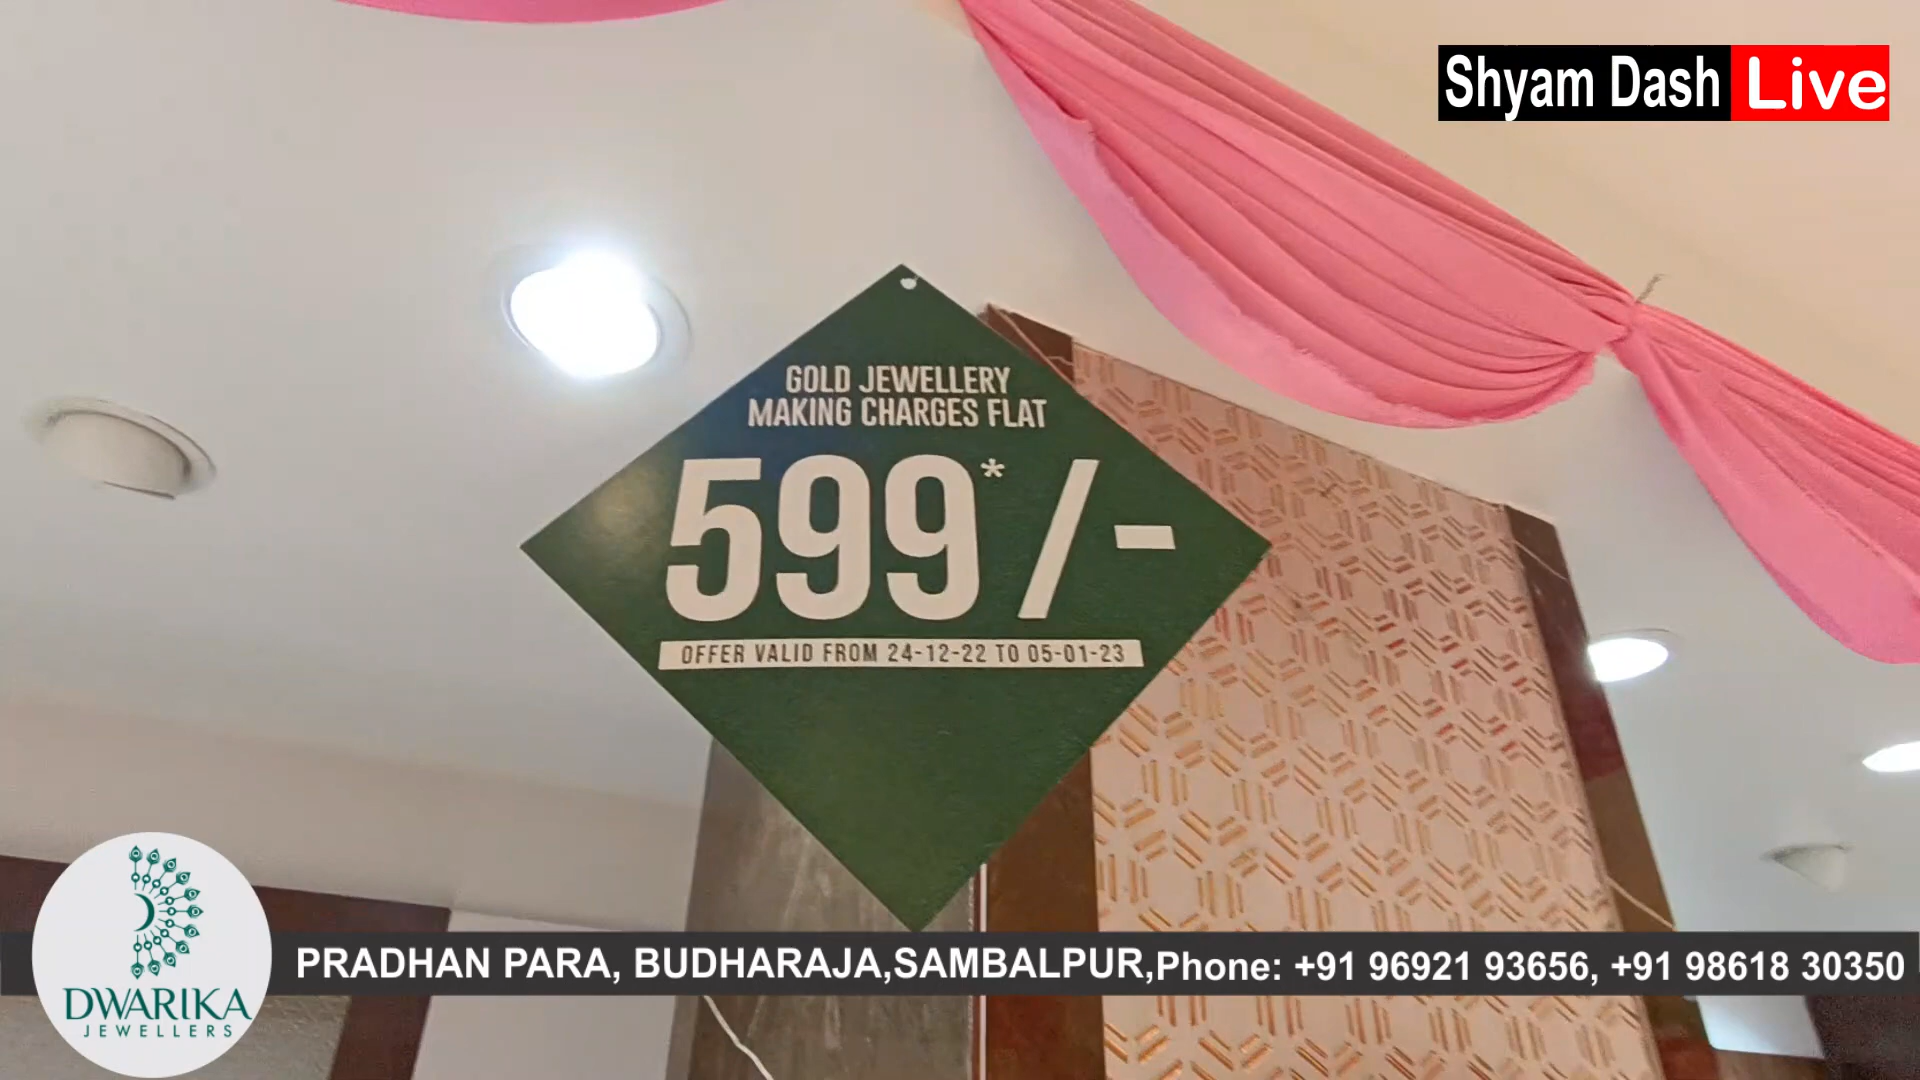 Shyam Dash Live
GOLD JEWELLERY
MAKING CHARGES FLAT
599* /-
OFFER VALID FROM 24-12-22 TO 05-01-23
PRADHAN PARA, BUDHARAJA,SAMBALPUR,Phone: +91 96921 93656, +91 98618 30350
DWARIKA
JEWELLERS